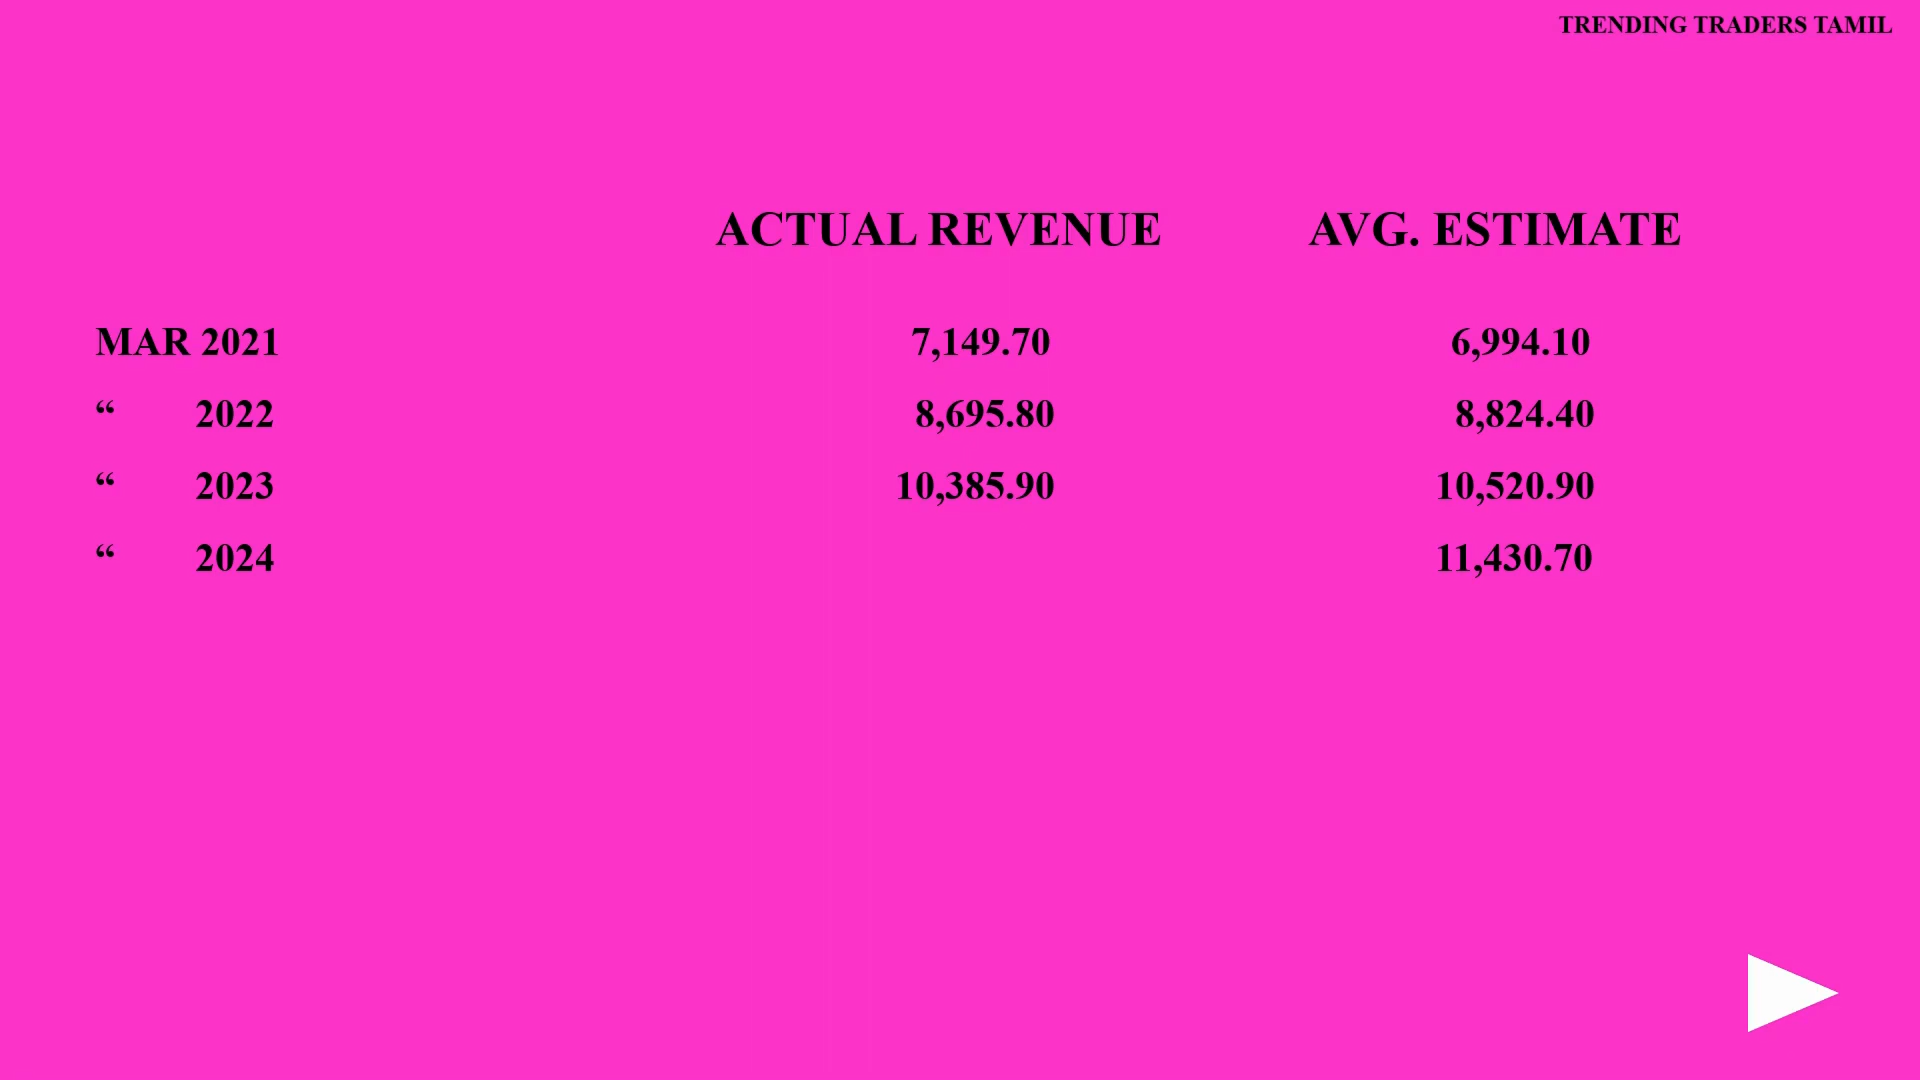 TRENDING TRADERS TAMIL
ACTUAL REVENUE AVG. ESTIMATE
MAR 2021 7,149.70 6,994.10
“ 2022 8,695.80 8,824.40
“ 2023 10,385.90 10,520.90
“ 2024 11,430.70